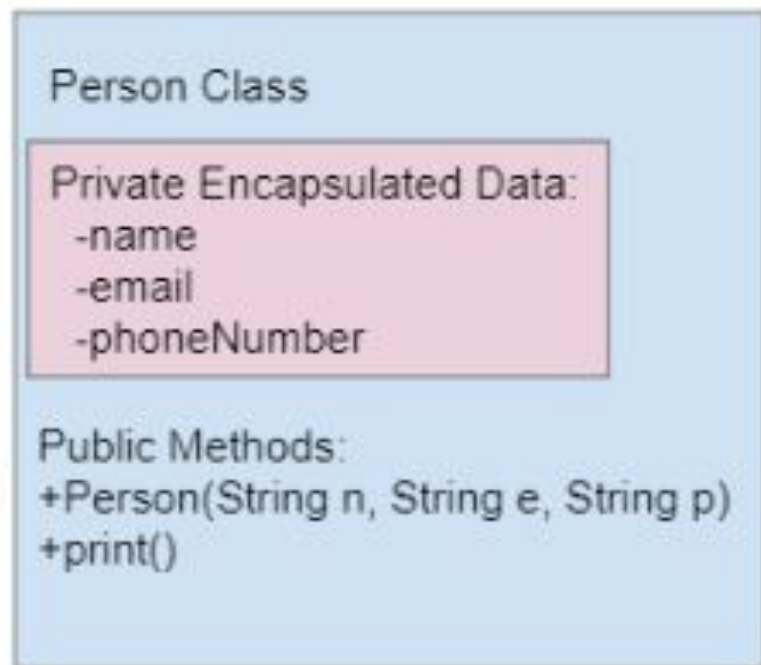 Person Class
Private Encapsulated Data:
-name
-email
-phoneNumber
Public Methods:
+Person(String n, String e, String p)
+print()